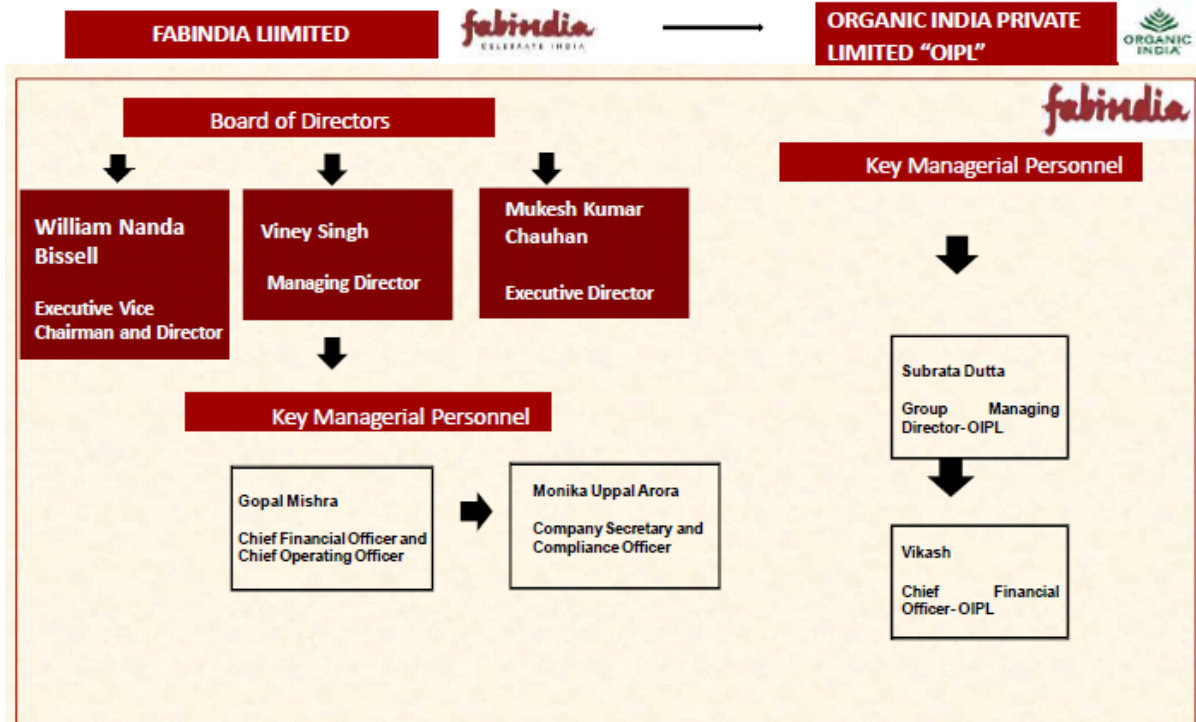 FABINDIA LIIMITED
fabindia
CELEBRATE INDIA
ORGANIC INDIA PRIVATE
LIMITED “OIPL”
ORGANIC
INDIA
fabindia
Board of Directors
William Nanda
Bissell
Executive Vice
Chairman and Director
Viney Singh
Managing Director
Mukesh Kumar
Chauhan
Executive Director
Key Managerial Personnel
Gopal Mishra
Chief Financial Officer and
Chief Operating Officer
Monika Uppal Arora
Company Secretary and
Compliance Officer
Key Managerial Personnel
Subrata Dutta
Group Managing
Director- OIPL
Vikash
Chief Financial
Officer- OIPL